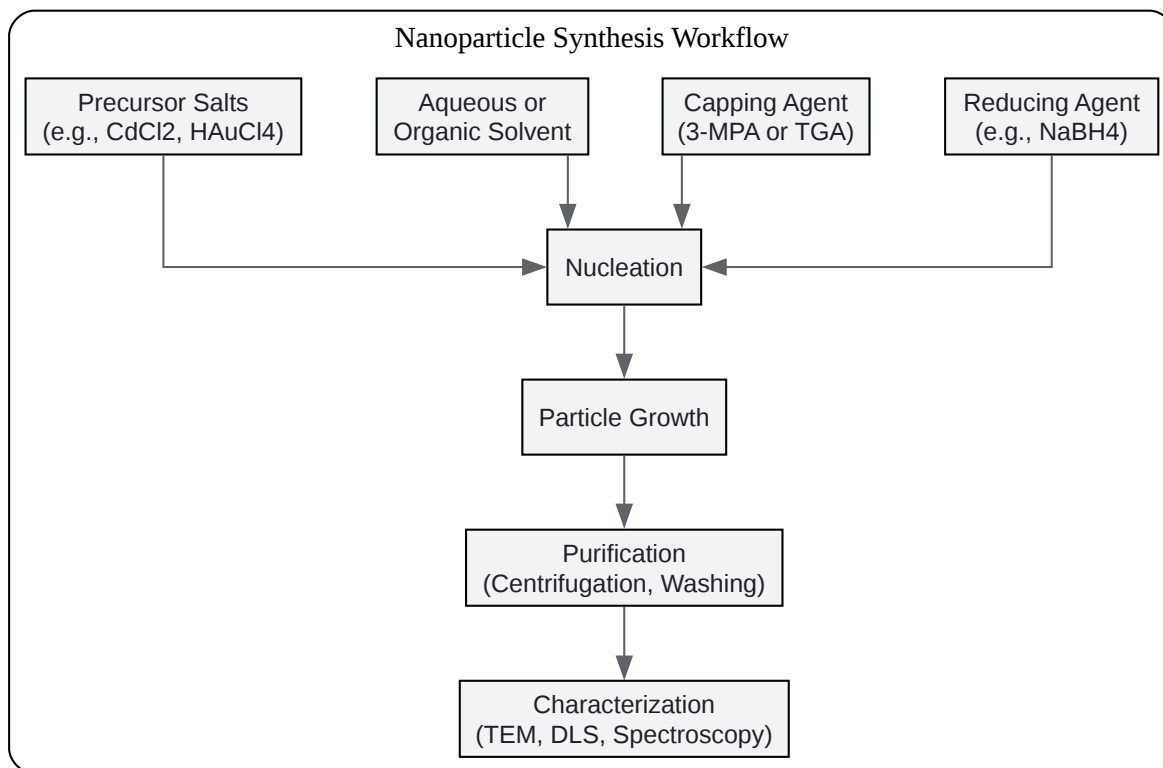 Nanoparticle Synthesis Workflow
Precursor Salts
(e.g., CdCl2, HAuCl4)
Aqueous or
Organic Solvent
Capping Agent
(3-MPA or TGA)
Reducing Agent
(e.g., NaBH4)
Nucleation
Particle Growth
Purification
(Centrifugation, Washing)
Characterization
(TEM, DLS, Spectroscopy)